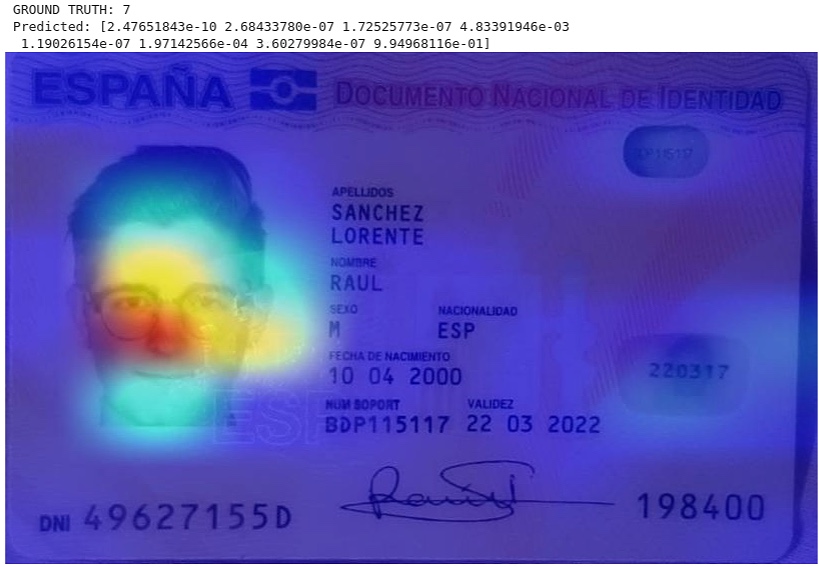 GROUND TRUTH: 7
Predicted: [2.47651843e-10 2.68433780e-07 1.72525773e-07 4.83391946e-03
1.19026154e-07 1.97142566e-04 3.60279984e-07 9.94968116e-01]
ESPAÑA DOCUMENTO NACIONAL DE IDENTIDAD
APELLIDOS
SANCHEZ
LORENTE
NOMBRE
RAUL
SEXO NACIONALIDAD
M ESP
FECHA DE NACIMIENTO
10 04 2000
220317
NUM SOPORT VALIDEZ
BDP115117 22 03 2022
ESP
DNI 49627155D
198400